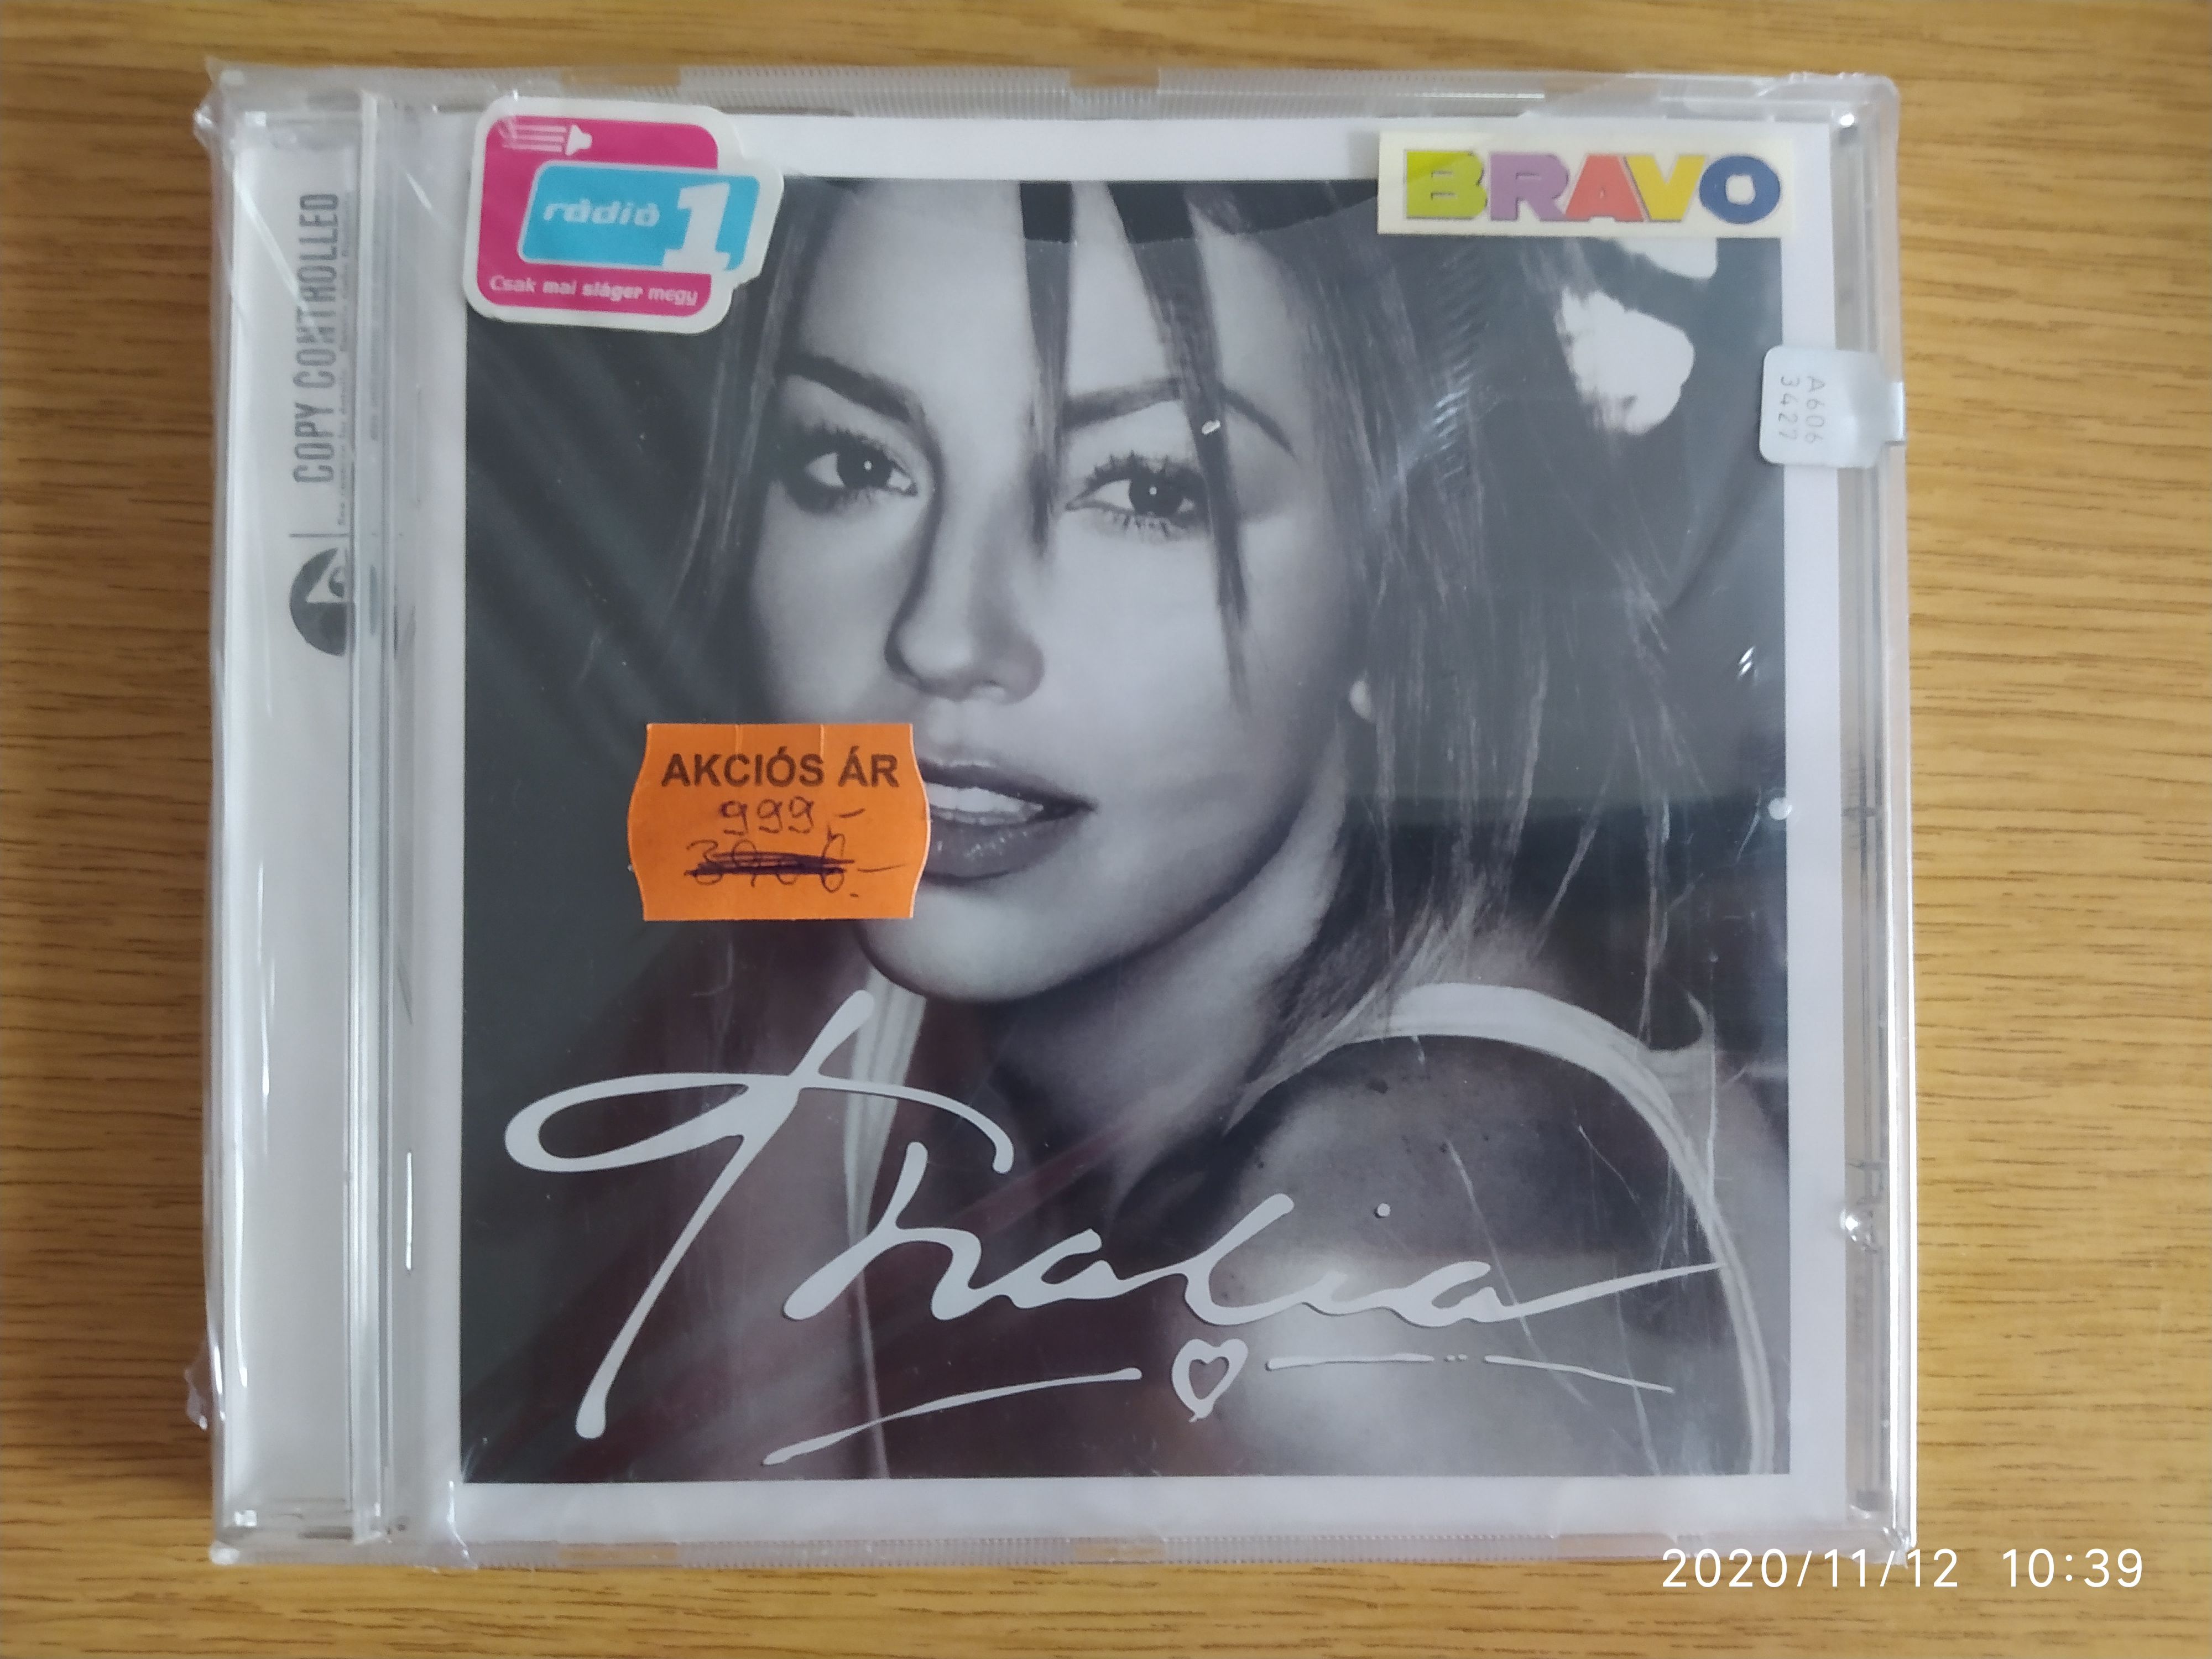 COPY CONTROLLED
ràdiò 1
Csak mai sláger megy
BRAVO
A606
3427
AKCIÓS ÁR
999,-
Thalia
2020/11/12 10:39